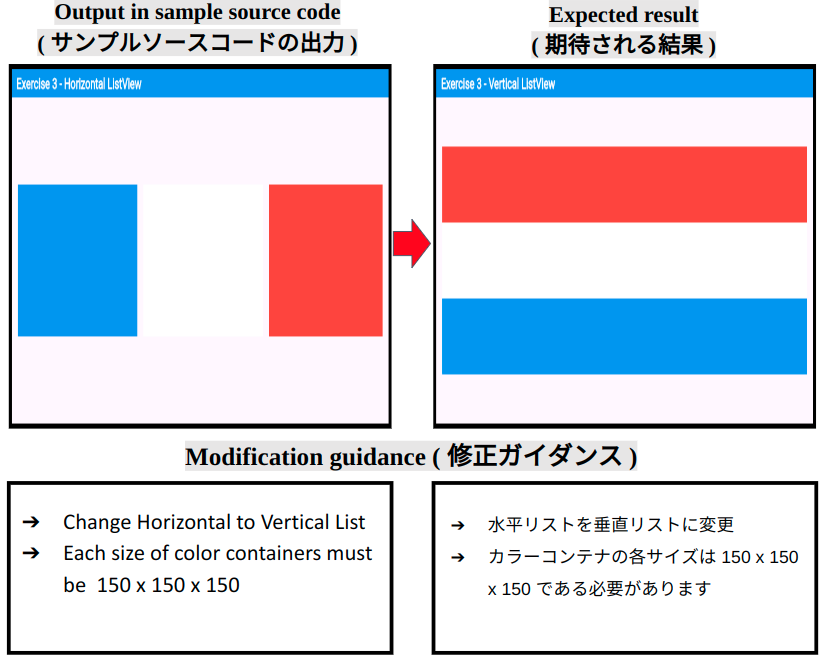 Output in sample source code
( サンプルソースコードの出力 )
Expected result
( 期待される結果 )
Exercise 3 - Horizontal ListView
Exercise 3 - Vertical ListView
Modification guidance ( 修正ガイダンス )
➔ Change Horizontal to Vertical List
➔ Each size of color containers must
be 150 x 150 x 150
➔ 水平リストを垂直リストに変更
➔ カラーコンテナの各サイズは 150 x 150
x 150 である必要があります